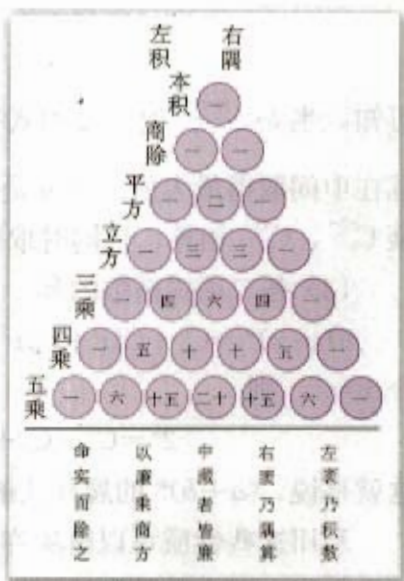 左积 右隅
本积 一
商除 一 一
平方 一 二 一
立方 一 三 三 一
三乘 一 四 六 四 一
四乘 一 五 十 十 五 一
五乘 一 六 十五 二十 十五 六 一
左袤乃积数
右袤乃隅算
中藏者皆廉
以廉乘商方
命实而除之